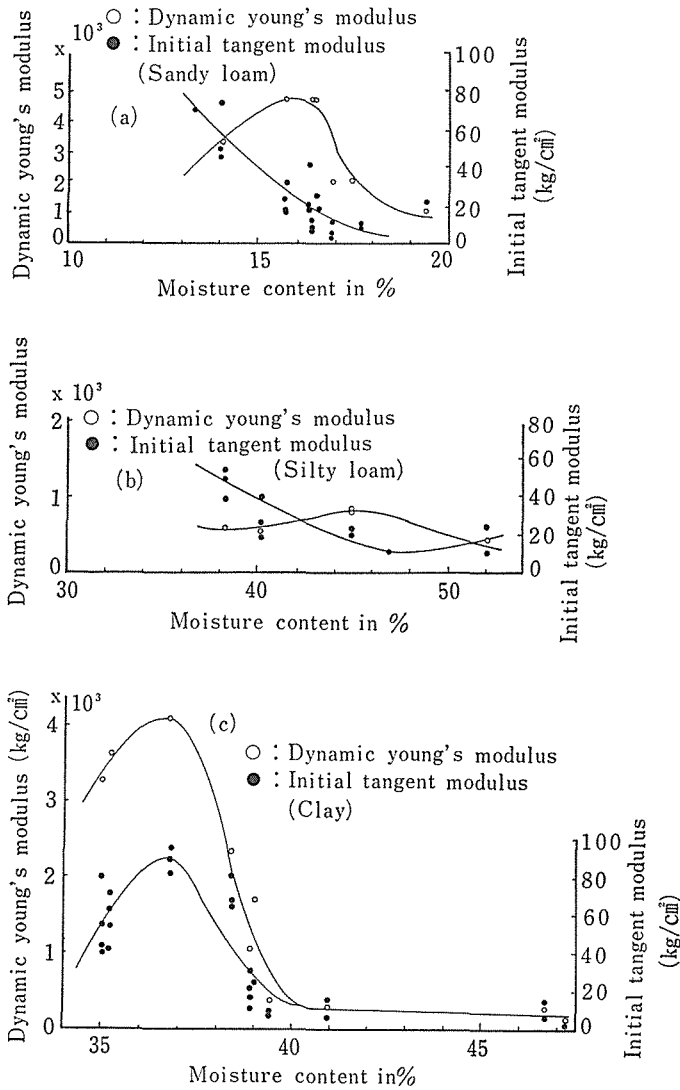 Dynamic young's modulus
x 10³
○ : Dynamic young's modulus
● : Initial tangent modulus
(Sandy loam)
(a)
5
4
3
2
1
0
100
80
60
40
20
0
Initial tangent modulus
(kg/cm²)
10
16
20
Moisture content in %
Dynamic young's modulus
x 10³
○ : Dynamic young's modulus
● : Initial tangent modulus
(Silty loam)
(b)
2
1
0
80
60
40
20
0
Initial tangent modulus
(kg/cm²)
30
40
50
Moisture content in %
Dynamic young's modulus (kg/cm²)
x 10³
(c)
○ : Dynamic young's modulus
● : Initial tangent modulus
(Clay)
4
3
2
1
0
100
80
60
40
20
0
Initial tangent modulus
(kg/cm²)
35
40
45
Moisture content in%